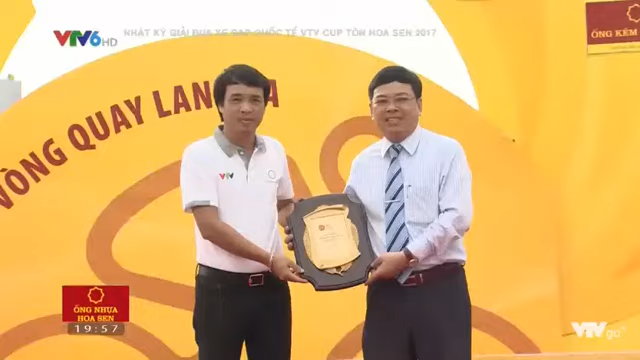 VTV6HD
NHẬT KÝ GIẢI ĐUA XE ĐẠP QUỐC TẾ VTV CUP TÔN HOA SEN 2017
ỐNG KẼM
VÒNG QUAY LAN
A
VTV
ỐNG NHỰA
HOA SEN
19:57
VTVgo